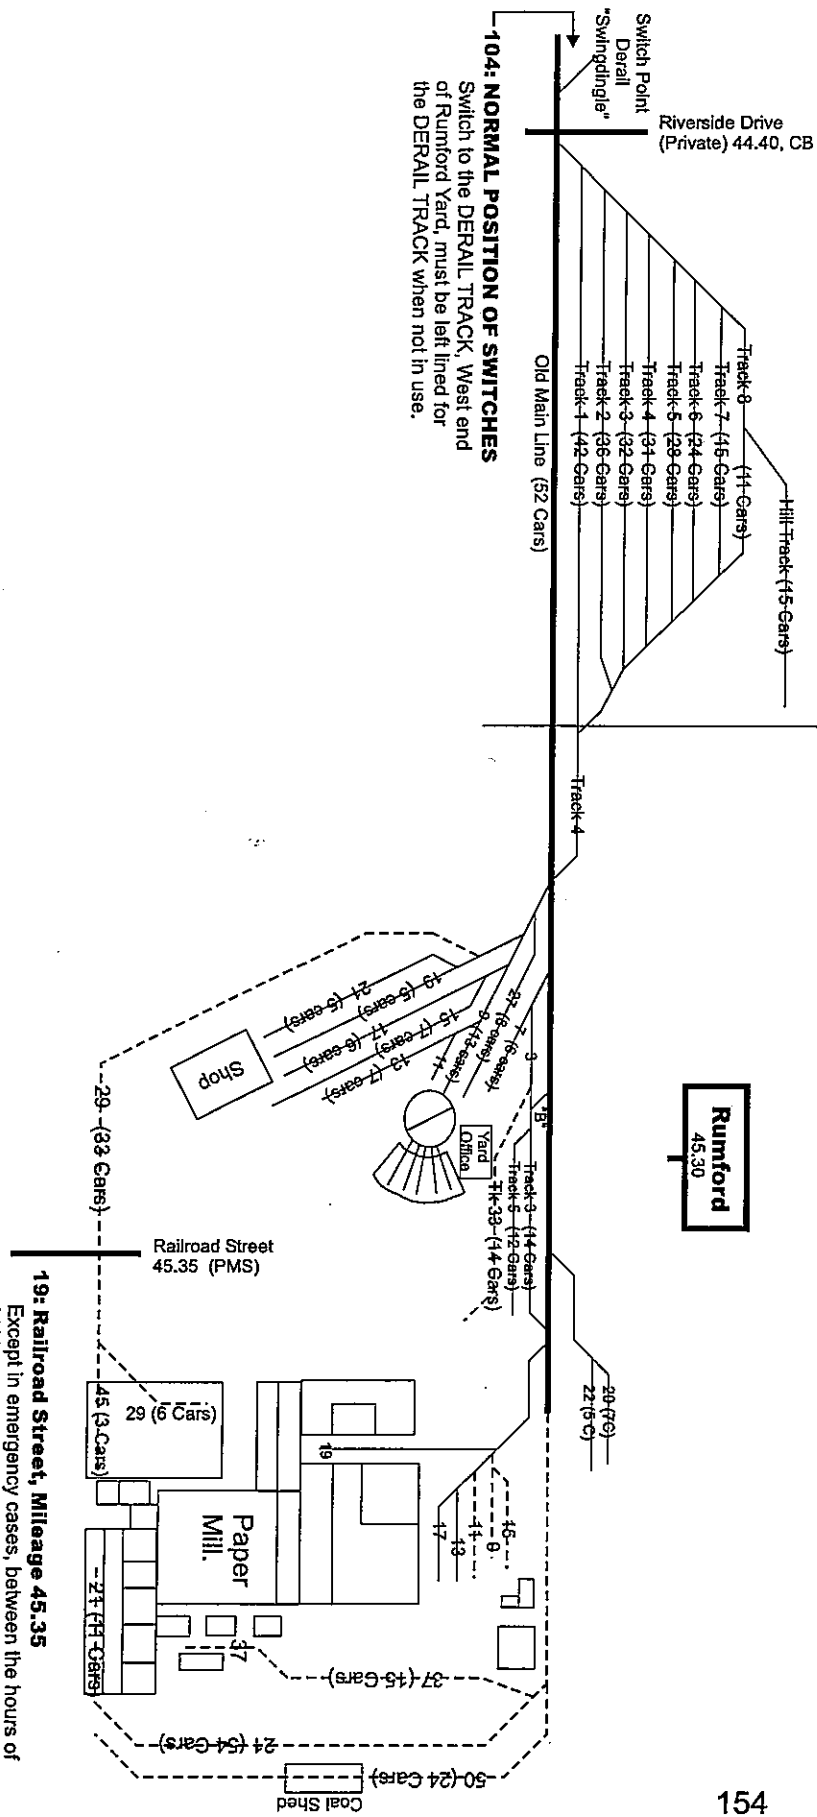 Switch Point
Derail
"Swingdingle"
Riverside Drive
(Private) 44.40, CB
104: NORMAL POSITION OF SWITCHES
Switch to the DERAIL TRACK, West end
of Rumford Yard, must be left lined for
the DERAIL TRACK when not in use.
Hill Track (15 Cars)
Track 8 (11 Cars)
Track 7 (15 Cars)
Track 6 (24 Cars)
Track 5 (28 Cars)
Track 4 (31 Cars)
Track 3 (32 Cars)
Track 2 (36 Cars)
Track 1 (42 Cars)
Old Main Line (52 Cars)
Track 4
Rumford
45.30
21 (5 cars)
19 (5 cars)
17 (6 cars)
15 (7 cars)
13 (7 cars)
11
9 (13 cars)
27 (8 cars)
7 (6 cars)
3
"B"
Shop
Yard
Office
Track 3 (14 Cars)
Track 5 (12 Cars)
Tk 33 (14 Cars)
29 (33 Cars)
Railroad Street
45.35 (PMS)
19: Railroad Street, Mileage 45.35
Except in emergency cases, between the hours of
20 (7C)
22 (5 C)
45 (3 Cars)
29 (6 Cars)
19
15
9
11
13
17
Paper
Mill.
21 (11 Cars)
37
37 (15 Cars)
21 (54 Cars)
50 (24 Cars)
Coal Shed
154